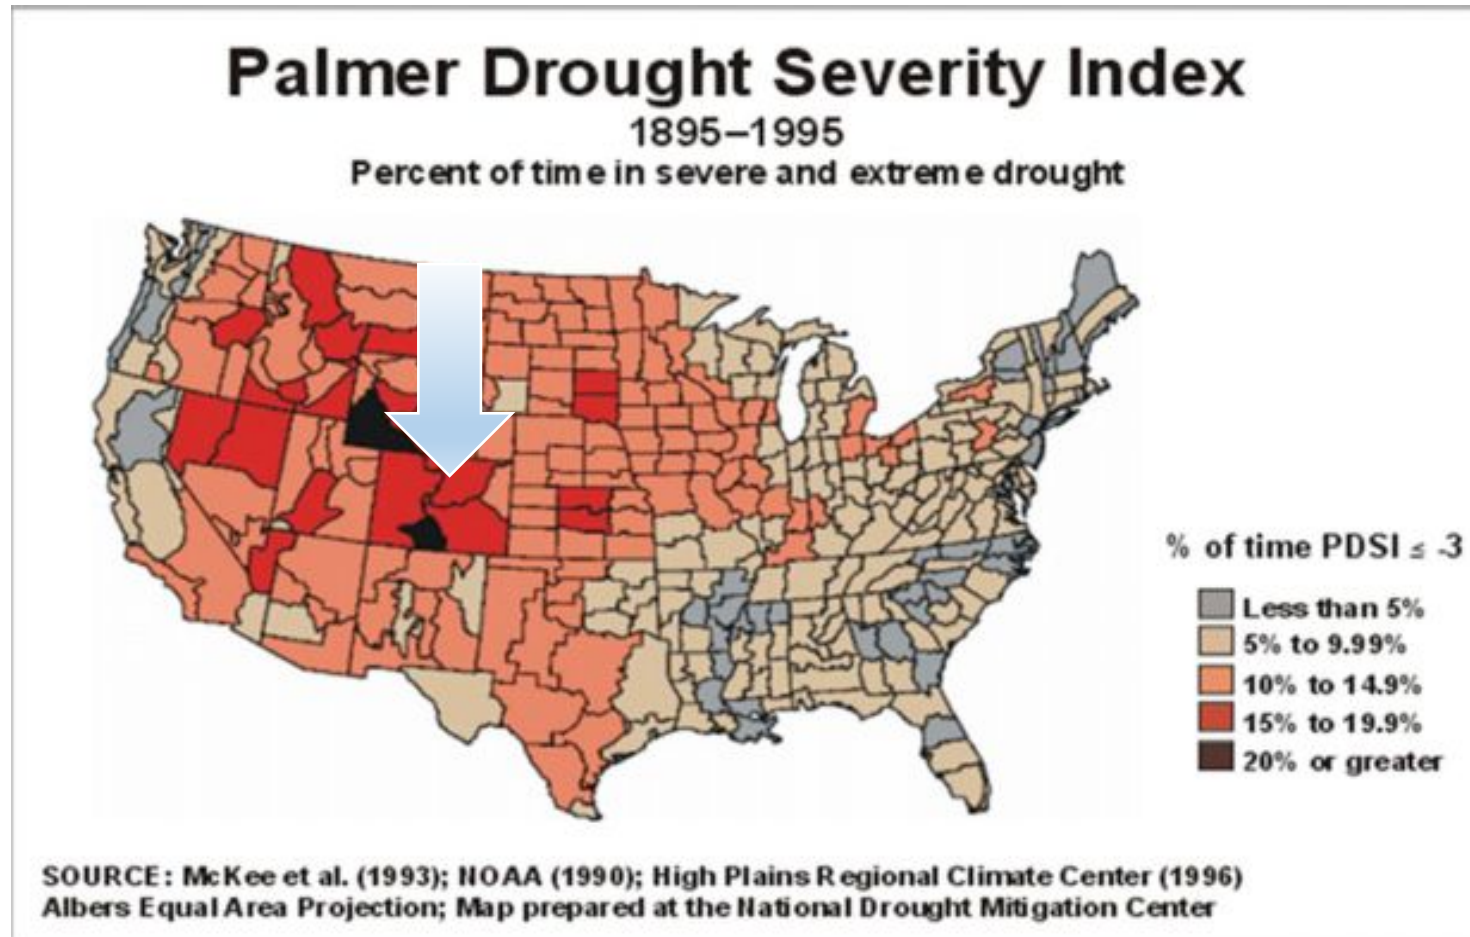 Palmer Drought Severity Index
1895–1995
Percent of time in severe and extreme drought
% of time PDSI ≤ -3
Less than 5%
5% to 9.99%
10% to 14.9%
15% to 19.9%
20% or greater
SOURCE: McKee et al. (1993); NOAA (1990); High Plains Regional Climate Center (1996)
Albers Equal Area Projection; Map prepared at the National Drought Mitigation Center